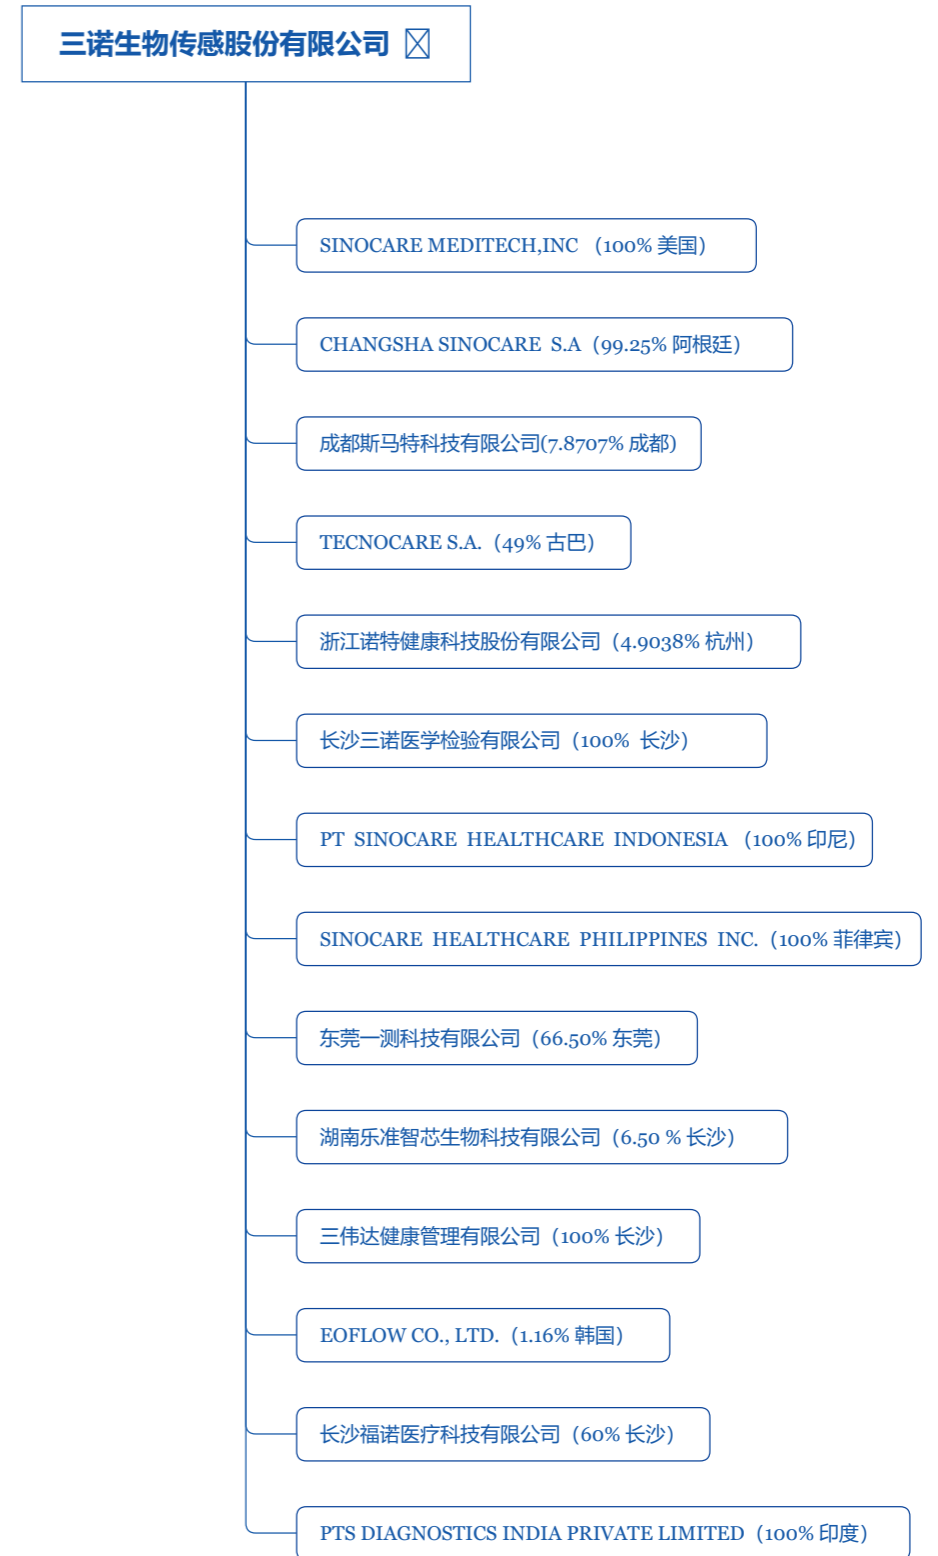 三诺生物传感股份有限公司
SINOCARE MEDITECH,INC （100% 美国）
CHANGSHA SINOCARE S.A（99.25% 阿根廷）
成都斯马特科技有限公司(7.8707% 成都)
TECNOCARE S.A.（49% 古巴）
浙江诺特健康科技股份有限公司（4.9038% 杭州）
长沙三诺医学检验有限公司（100% 长沙）
PT SINOCARE HEALTHCARE INDONESIA （100% 印尼）
SINOCARE HEALTHCARE PHILIPPINES INC.（100% 菲律宾）
东莞一测科技有限公司（66.50% 东莞）
湖南乐准智芯生物科技有限公司（6.50 % 长沙）
三伟达健康管理有限公司（100% 长沙）
EOFLOW CO., LTD.（1.16% 韩国）
长沙福诺医疗科技有限公司（60% 长沙）
PTS DIAGNOSTICS INDIA PRIVATE LIMITED（100% 印度）